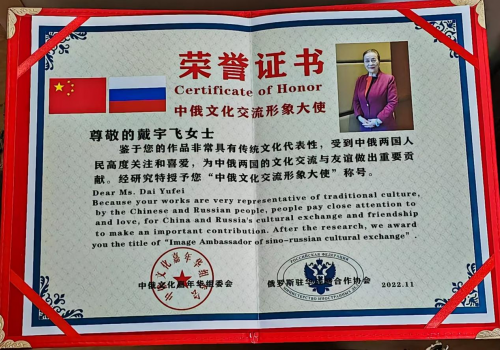 荣誉证书
Certificate of Honor
中俄文化交流形象大使
尊敬的戴宇飞女士
鉴于您的作品非常具有传统文化代表性，受到中俄两国人
民高度关注和喜爱，为中俄两国的文化交流与友谊做出重要贡
献。经研究特授予您“中俄文化交流形象大使”称号。
Dear Ms. Dai Yufei
Because your works are very representative of traditional culture,
by the Chinese and Russian people, people pay close attention to
and love, for China and Russia's cultural exchange and friendship
to make an important contribution. After the research, we award
you the title of “Image Ambassador of sino-russian cultural exchange”.
中俄文化嘉年华组委会
俄罗斯驻华 合作协会
2022.11